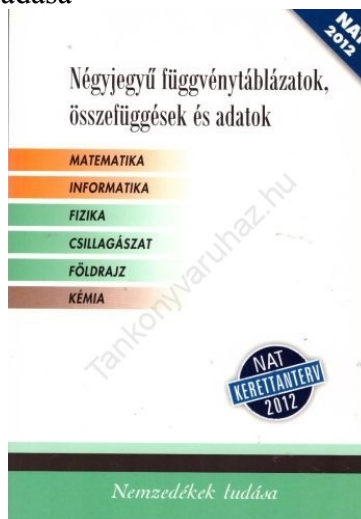 adása
NAT
2012
Négyjegyű függvénytáblázatok,
összefüggések és adatok
MATEMATIKA
INFORMATIKA
FIZIKA
CSILLAGÁSZAT
FÖLDRAJZ
KÉMIA
Tankonyvaruhaz.hu
NAT
KERETTANTERV
2012
Nemzedékek tudása